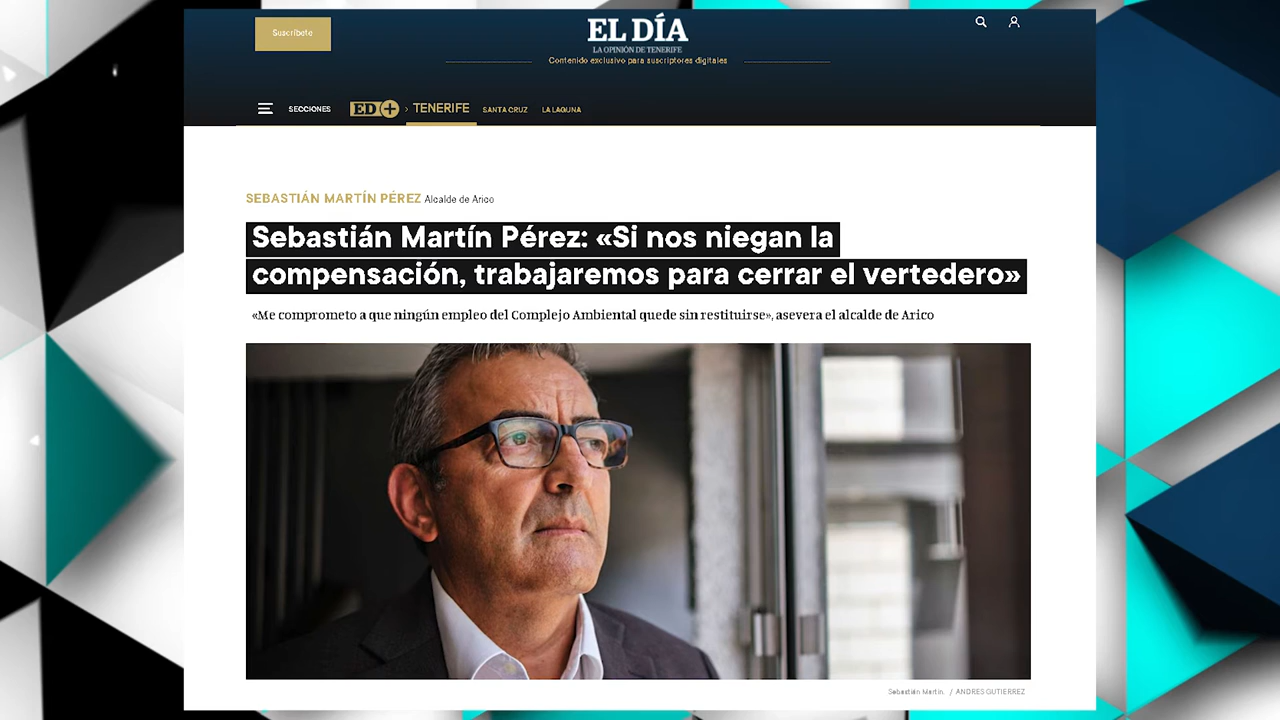 Suscríbete
EL DÍA
LA OPINIÓN DE TENERIFE
Contenido exclusivo para suscriptores digitales
SECCIONES ED+ › TENERIFE SANTA CRUZ LA LAGUNA
SEBASTIÁN MARTÍN PÉREZ Alcalde de Arico
Sebastián Martín Pérez: «Si nos niegan la
compensación, trabajaremos para cerrar el vertedero»
«Me comprometo a que ningún empleo del Complejo Ambiental quede sin restituirse», asevera el alcalde de Arico
Sebastián Martín. / ANDRES GUTIERREZ